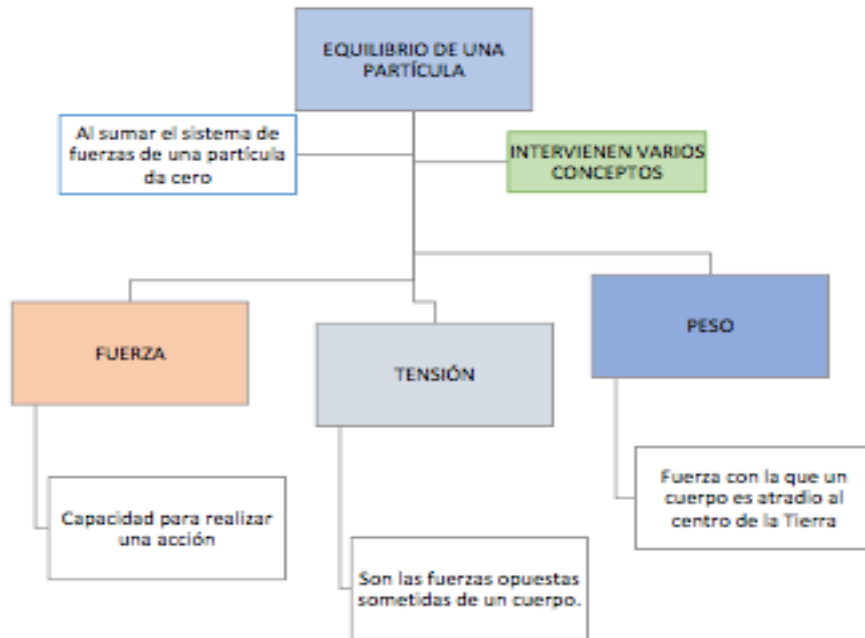 EQUILIBRIO DE UNA
PARTÍCULA
Al sumar el sistema de
fuerzas de una partícula
da cero
INTERVIENEN VARIOS
CONCEPTOS
FUERZA
TENSIÓN
PESO
Capacidad para realizar
una acción
Son las fuerzas opuestas
sometidas de un cuerpo.
Fuerza con la que un
cuerpo es atradio al
centro de la Tierra